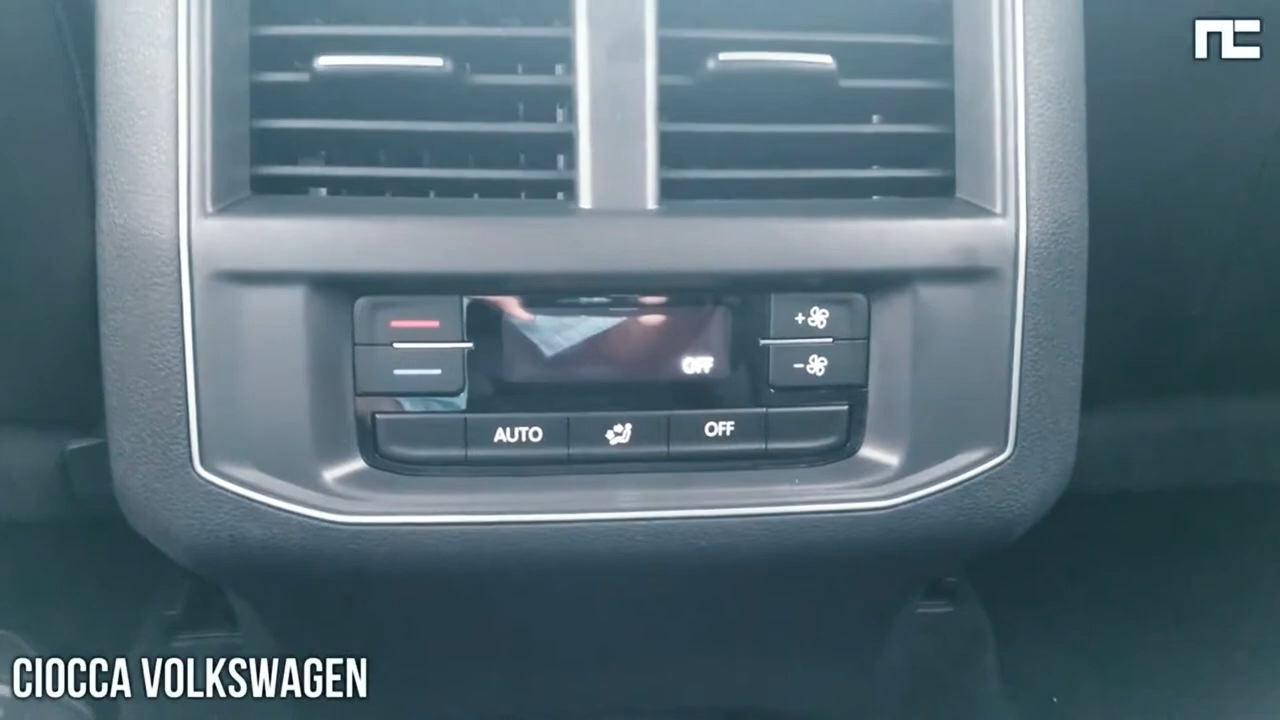 OFF
+
-
AUTO
OFF
CIOCCA VOLKSWAGEN